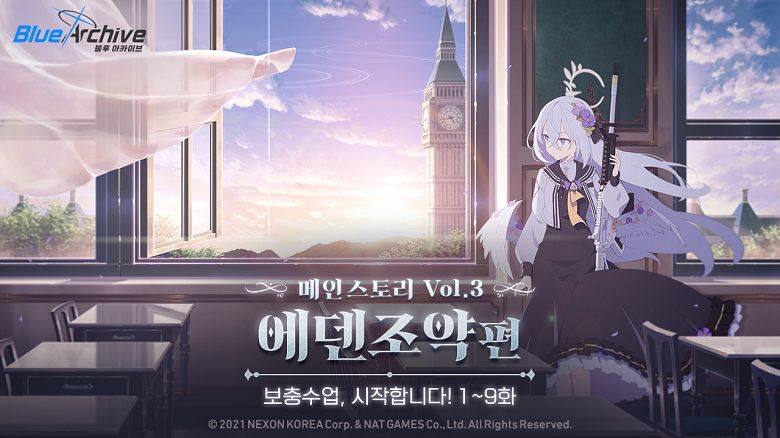 Blue Archive
블루 아카이브
메인 스토리 Vol.3
에덴조약 편
보충수업, 시작합니다! 1~9화
© 2021 NEXON KOREA Corp. & NAT GAMES Co., Ltd. All Rights Reserved.